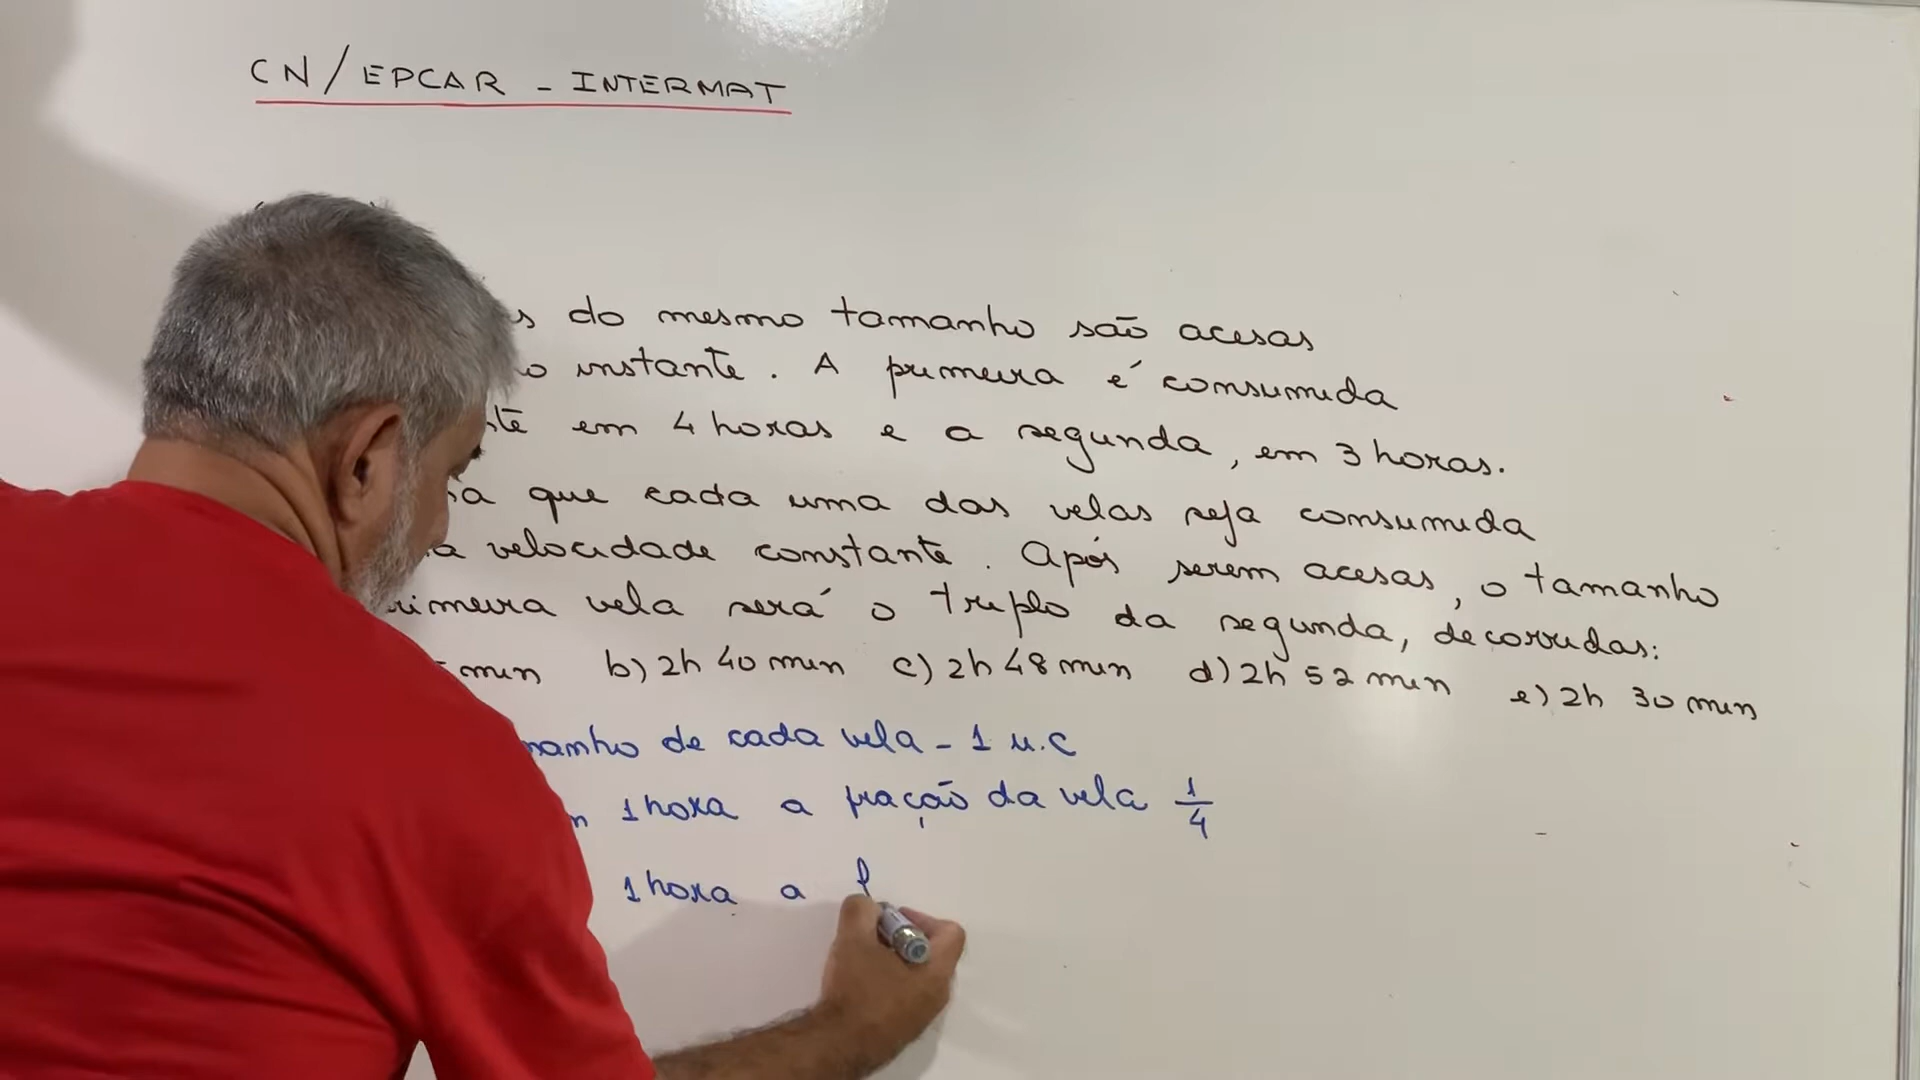 CN/EPCAR - INTERMAT
do mesmo tamanho são acesas
instante. A primeira é consumida
em 4 horas e a segunda, em 3 horas.
que cada uma das velas seja consumida
velocidade constante. Após serem acesas, o tamanho
vela será o triplo da segunda, decorridas:
min b) 2h 40 min c) 2h 48 min d) 2h 52 min e) 2h 30 min
de cada vela - 1 u.c
1 hora a fração da vela 1/4
1 hora a f